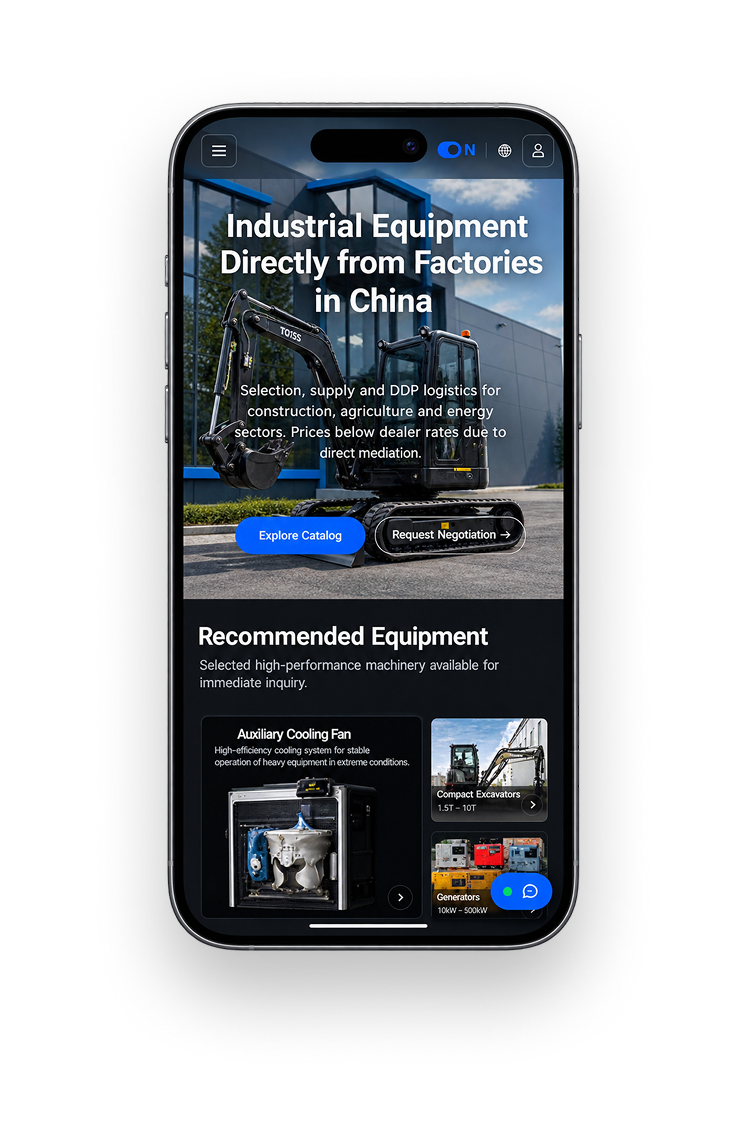 ON
Industrial Equipment
Directly from Factories
in China
TOISS
Selection, supply and DDP logistics for
construction, agriculture and energy
sectors. Prices below dealer rates due to
direct mediation.
Explore Catalog
Request Negotiation →
Recommended Equipment
Selected high-performance machinery available for
immediate inquiry.
Auxiliary Cooling Fan
High-efficiency cooling system for stable
operation of heavy equipment in extreme conditions.
Compact Excavators
1.5T – 10T
Generators
10kW – 500kW